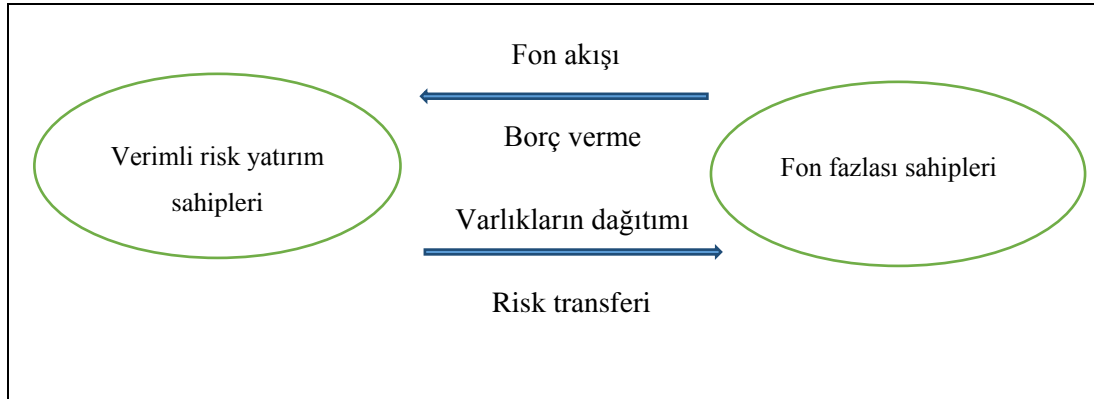 Fon akışı
Borç verme
Verimli risk yatırım
sahipleri
Fon fazlası sahipleri
Varlıkların dağıtımı
Risk transferi